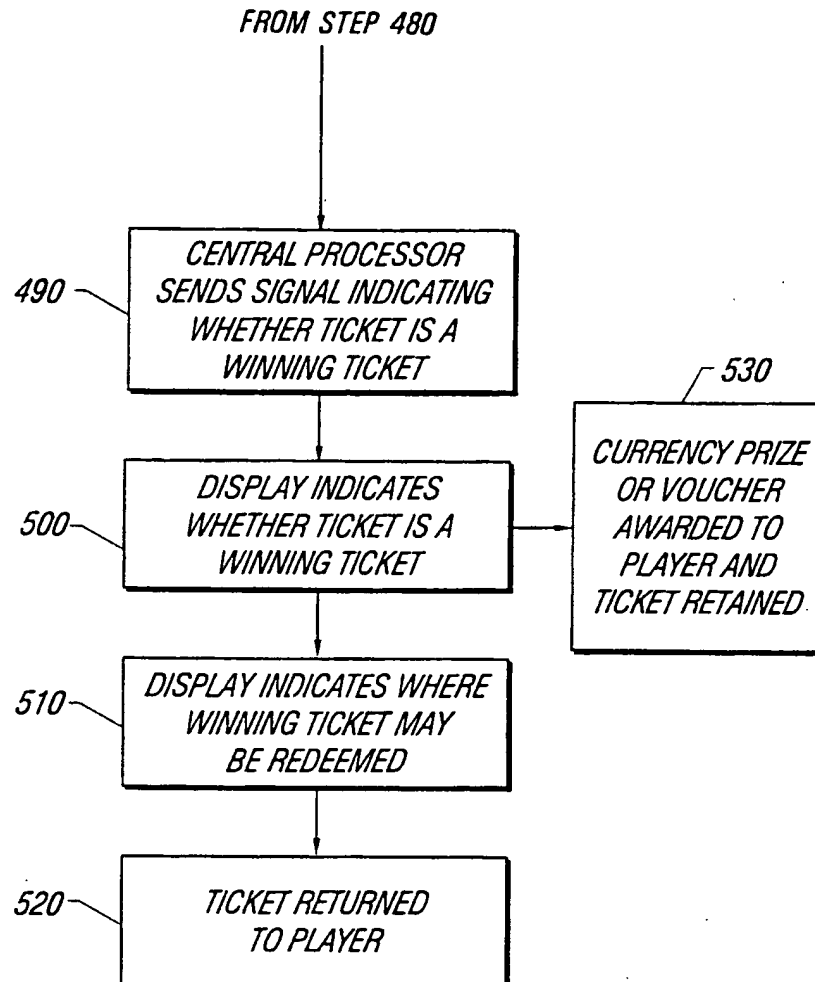 FROM STEP 480
490
CENTRAL PROCESSOR
SENDS SIGNAL INDICATING
WHETHER TICKET IS A
WINNING TICKET
500
DISPLAY INDICATES
WHETHER TICKET IS A
WINNING TICKET
530
CURRENCY PRIZE
OR VOUCHER
AWARDED TO
PLAYER AND
TICKET RETAINED
510
DISPLAY INDICATES WHERE
WINNING TICKET MAY
BE REDEEMED
520
TICKET RETURNED
TO PLAYER